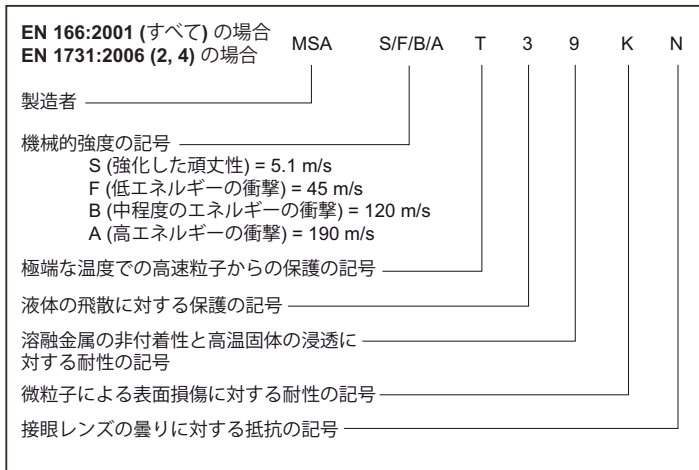 EN 166:2001 (すべて) の場合
EN 1731:2006 (2, 4) の場合
MSA S/F/B/A T 3 9 K N
製造者
機械的強度の記号
S (強化した頑丈性) = 5.1 m/s
F (低エネルギーの衝撃) = 45 m/s
B (中程度のエネルギーの衝撃) = 120 m/s
A (高エネルギーの衝撃) = 190 m/s
極端な温度での高速粒子からの保護の記号
液体の飛散に対する保護の記号
溶融金属の非付着性と高温固体の浸透に
対する耐性の記号
微粒子による表面損傷に対する耐性の記号
接眼レンズの曇りに対する抵抗の記号